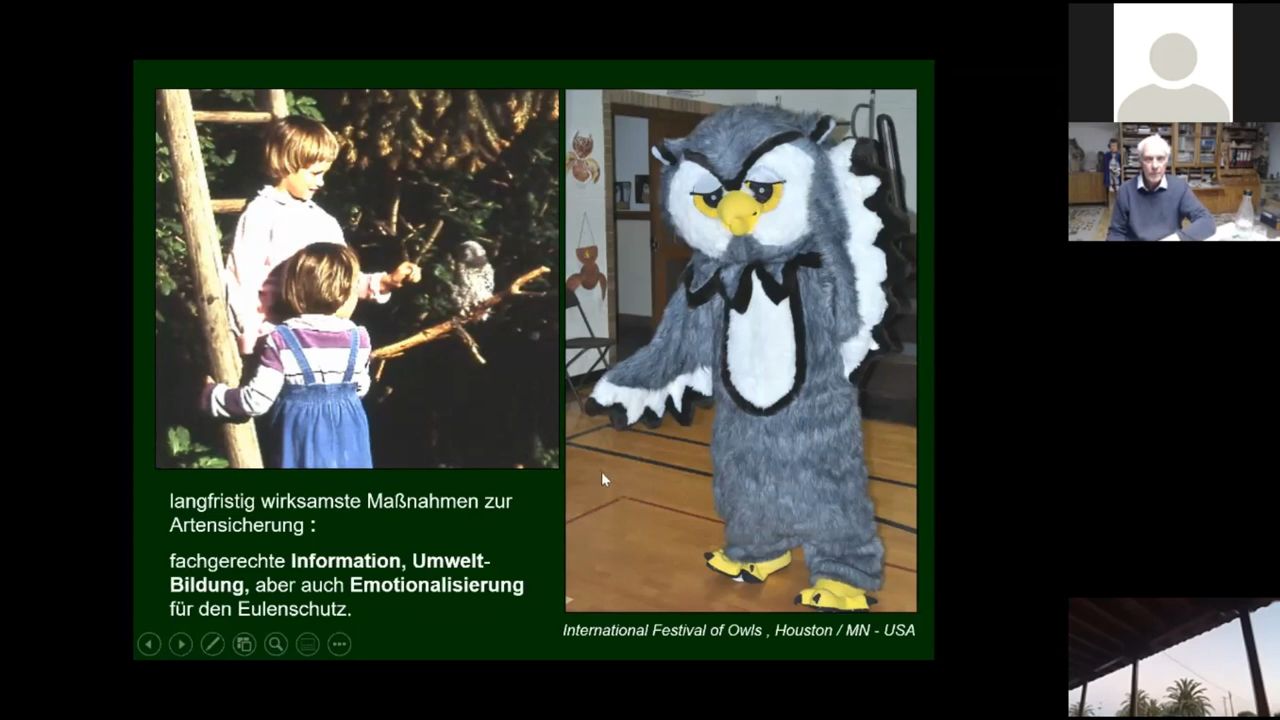 langfristig wirksamste Maßnahmen zur
Artensicherung :
fachgerechte Information, Umwelt-
Bildung, aber auch Emotionalisierung
für den Eulenschutz.
International Festival of Owls , Houston / MN - USA